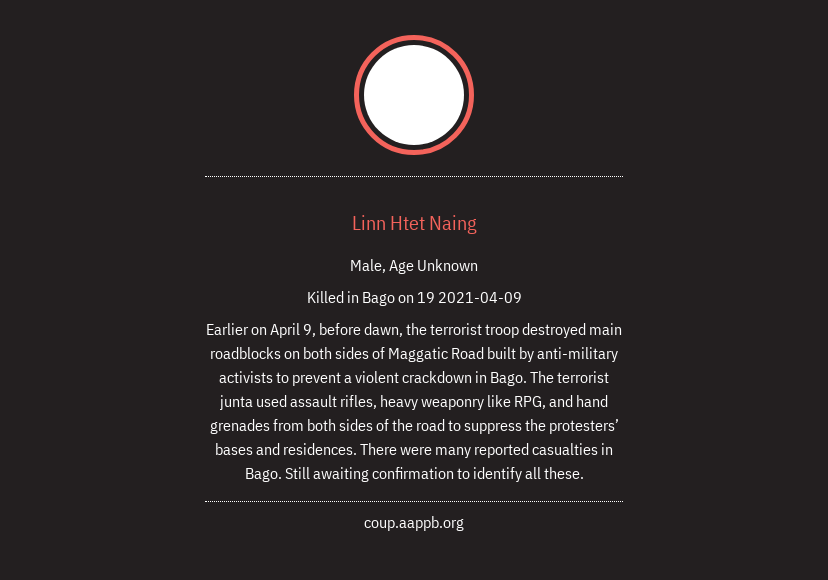 Linn Htet Naing
Male, Age Unknown
Killed in Bago on 19 2021-04-09
Earlier on April 9, before dawn, the terrorist troop destroyed main
roadblocks on both sides of Maggatic Road built by anti-military
activists to prevent a violent crackdown in Bago. The terrorist
junta used assault rifles, heavy weaponry like RPG, and hand
grenades from both sides of the road to suppress the protesters’
bases and residences. There were many reported casualties in
Bago. Still awaiting confirmation to identify all these.
coup.aappb.org